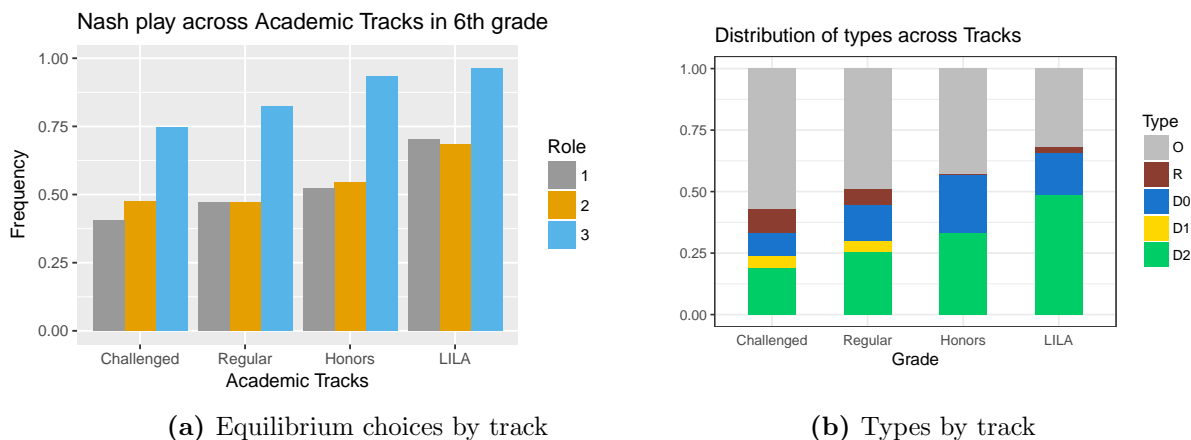 Nash play across Academic Tracks in 6th grade
1.00
0.75
0.50
0.25
0.00
Frequency
Challenged Regular Honors LILA
Academic Tracks
Role
1
2
3
(a) Equilibrium choices by track
Distribution of types across Tracks
1.00
0.75
0.50
0.25
0.00
Challenged Regular Honors LILA
Grade
Type
O
R
D0
D1
D2
(b) Types by track